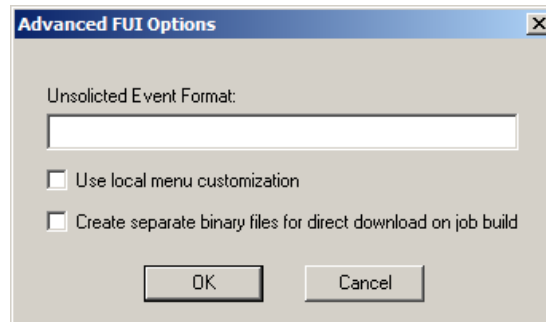 Advanced FUI Options
Unsolicted Event Format:
Use local menu customization
Create separate binary files for direct download on job build
OK Cancel